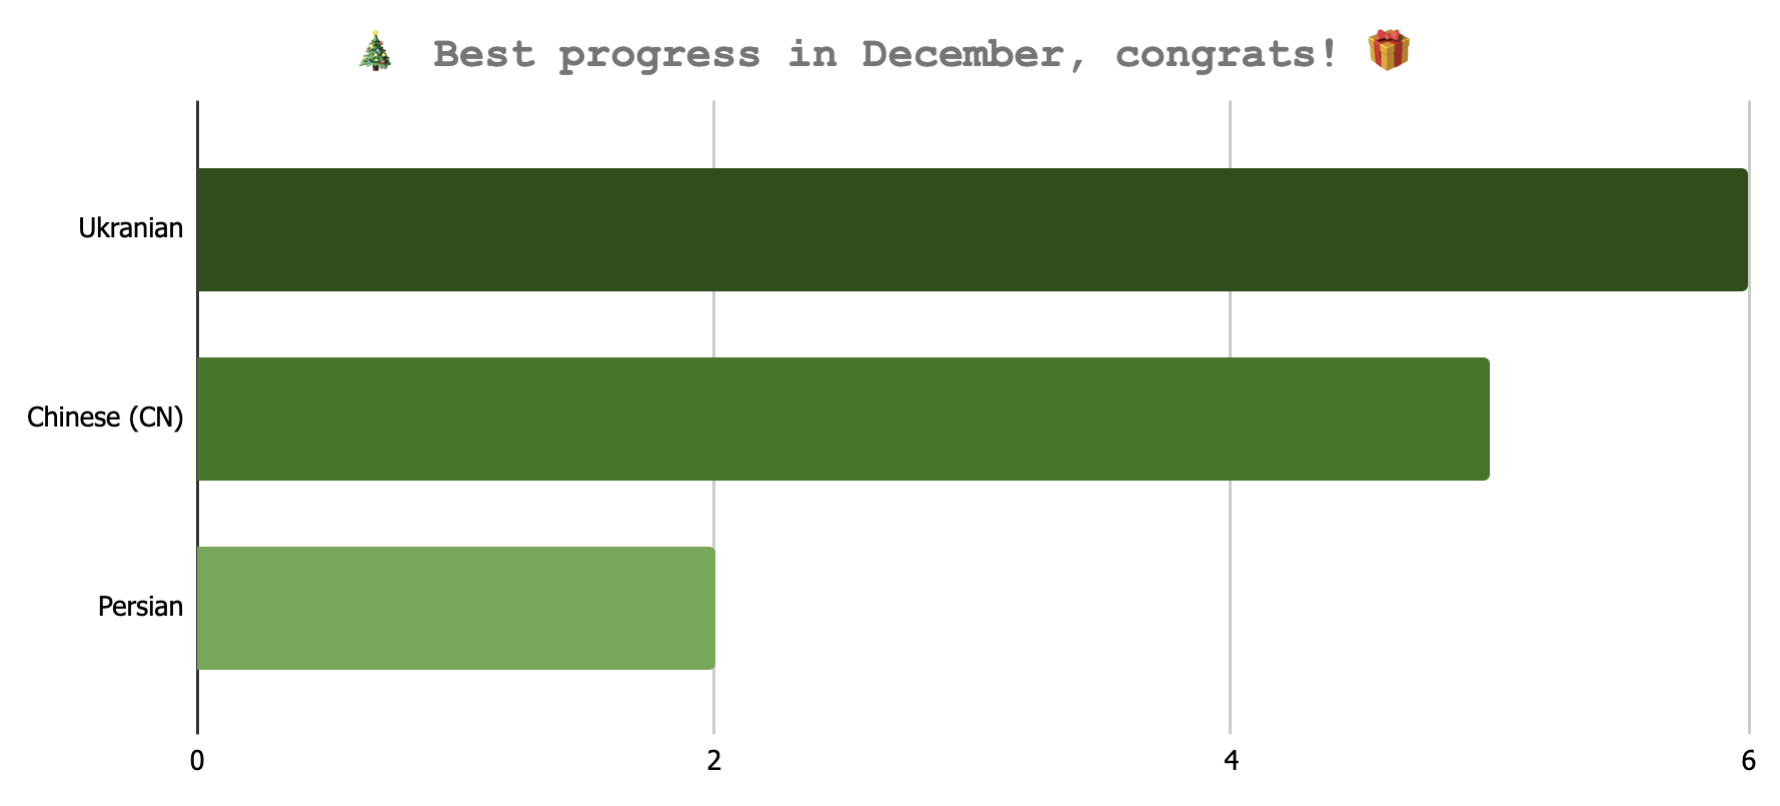 🎄 Best progress in December, congrats! 🎁
Ukranian
Chinese (CN)
Persian
0 2 4 6